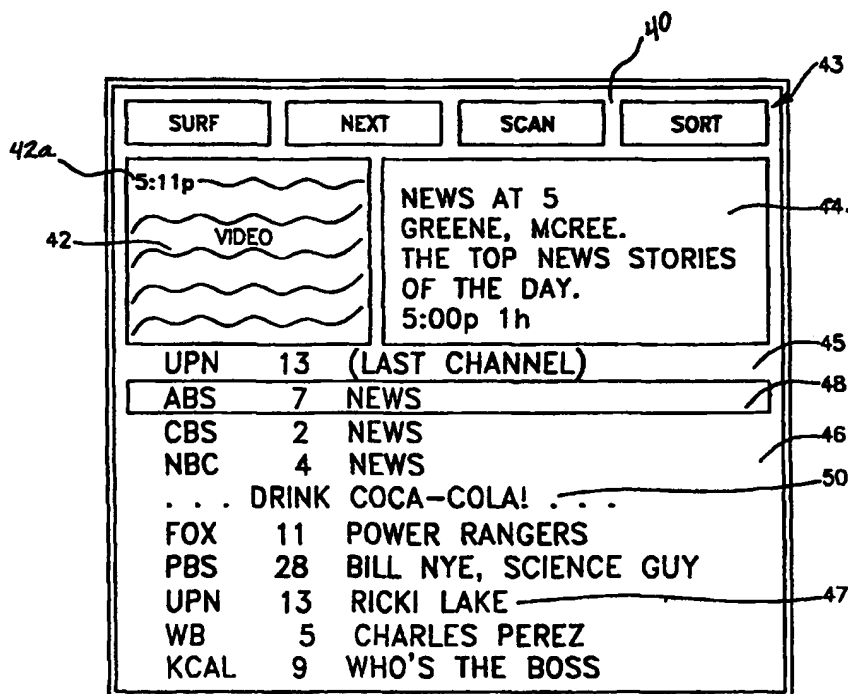 40
43
SURF NEXT SCAN SORT
42a
5:11p
42
VIDEO
NEWS AT 5
GREENE, MCREE.
THE TOP NEWS STORIES
OF THE DAY.
5:00p 1h
44.
UPN 13 (LAST CHANNEL) 45
ABS 7 NEWS 48
CBS 2 NEWS
NBC 4 NEWS 46
. . . DRINK COCA-COLA! . . . 50
FOX 11 POWER RANGERS
PBS 28 BILL NYE, SCIENCE GUY
UPN 13 RICKI LAKE 47
WB 5 CHARLES PEREZ
KCAL 9 WHO'S THE BOSS